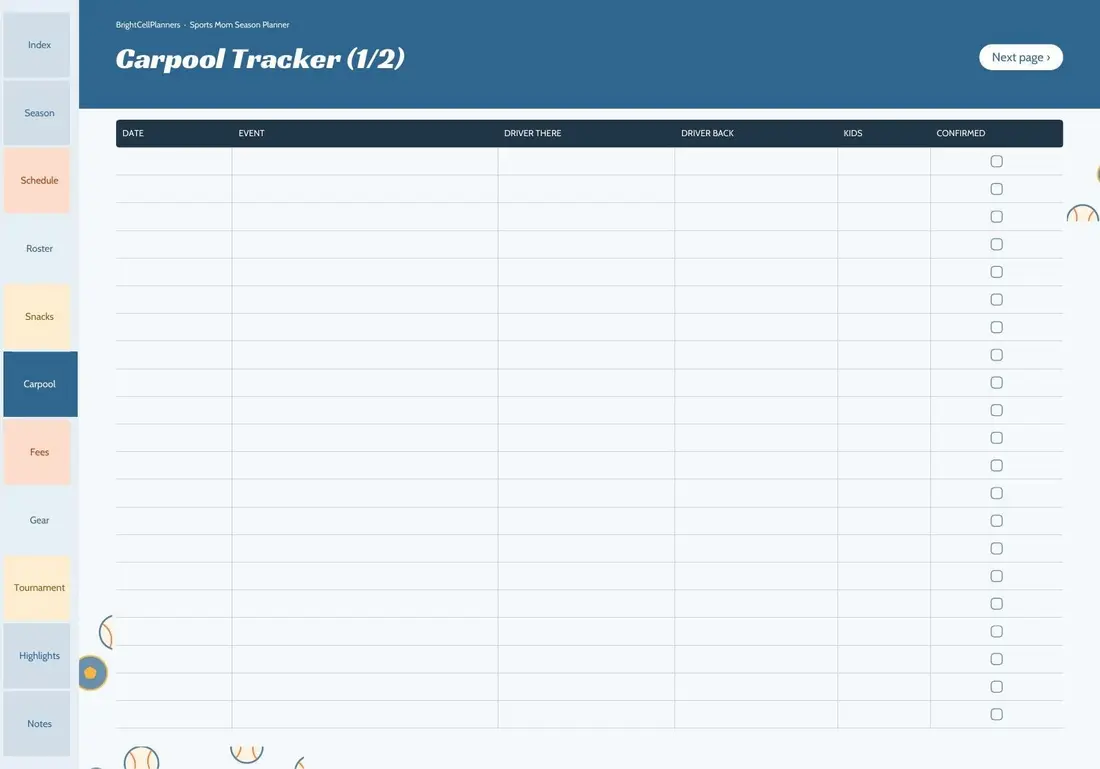 BrightCellPlanners · Sports Mom Season Planner
Carpool Tracker (1/2)
Next page ›
Index
Season
Schedule
Roster
Snacks
Carpool
Fees
Gear
Tournament
Highlights
Notes
DATE EVENT DRIVER THERE DRIVER BACK KIDS CONFIRMED